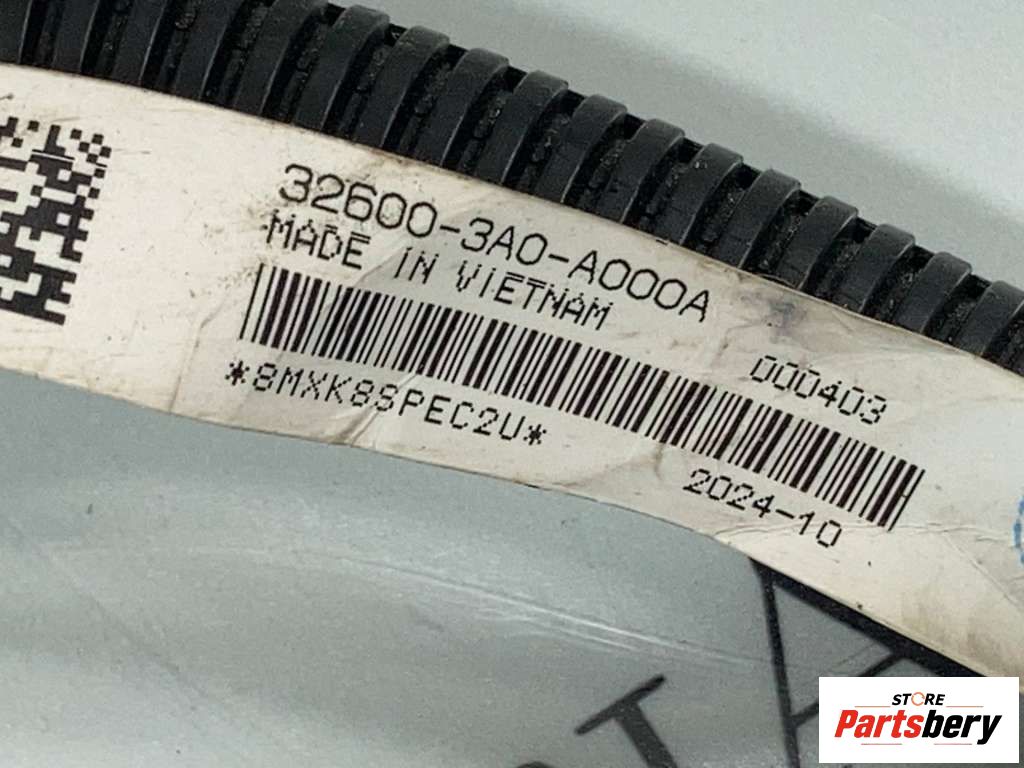 32600-3A0-A000A
MADE IN VIETNAM
000403
*8MXK8SPEC2U*
2024-10
STORE
Partsbery